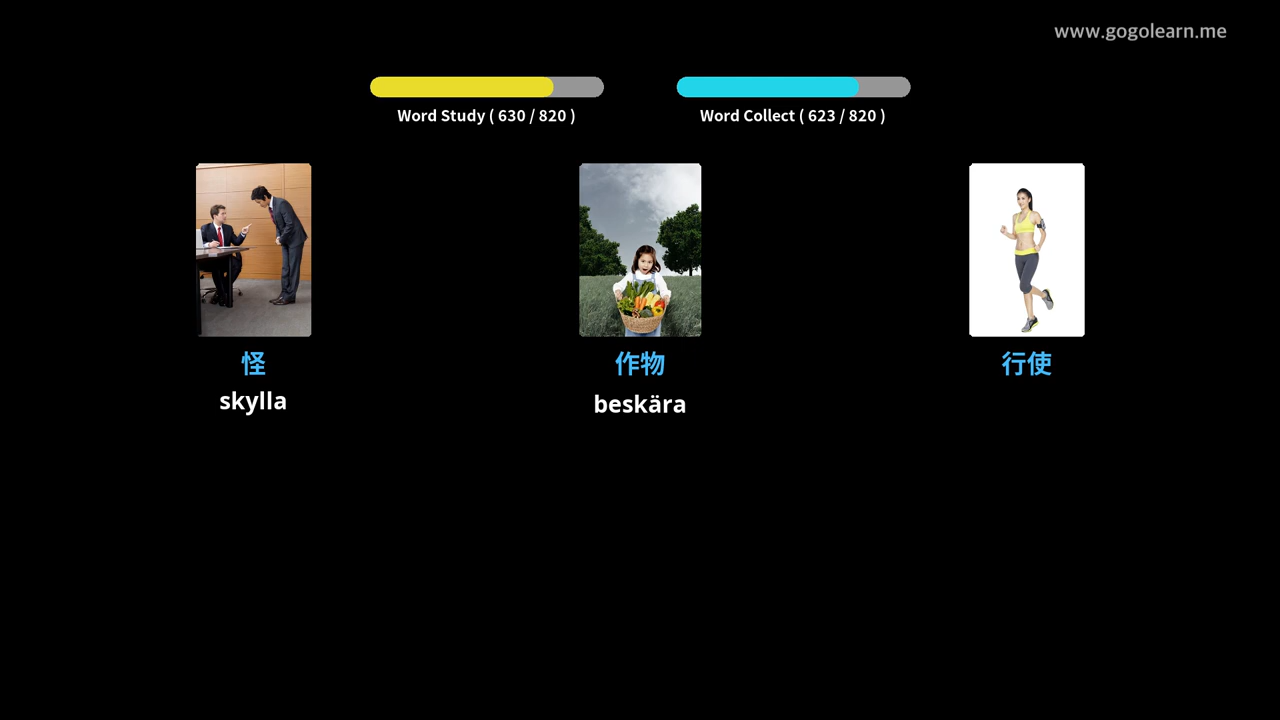 www.gogolearn.me
Word Study ( 630 / 820 )
Word Collect ( 623 / 820 )
怪
作物
行使
skylla
beskära